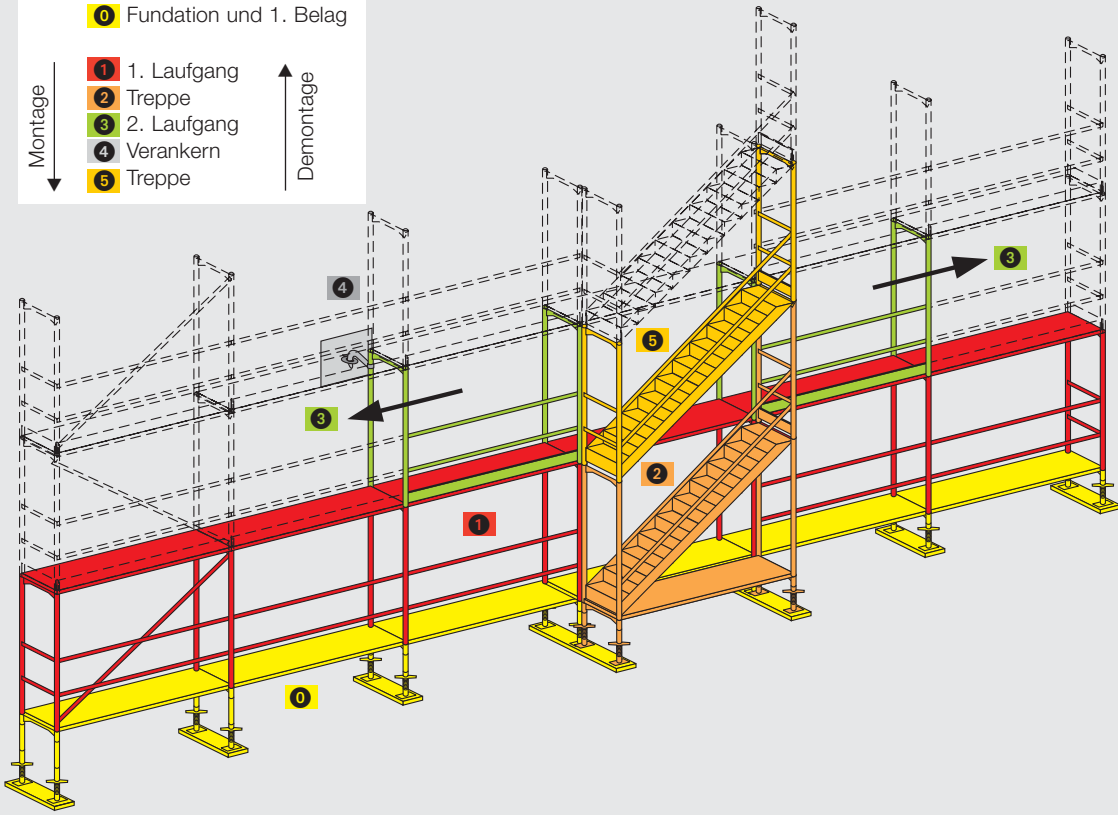 0 Fundation und 1. Belag
1 1. Laufgang
2 Treppe
3 2. Laufgang
4 Verankern
5 Treppe
Montage
Demontage
4
3
5
3
2
1
0